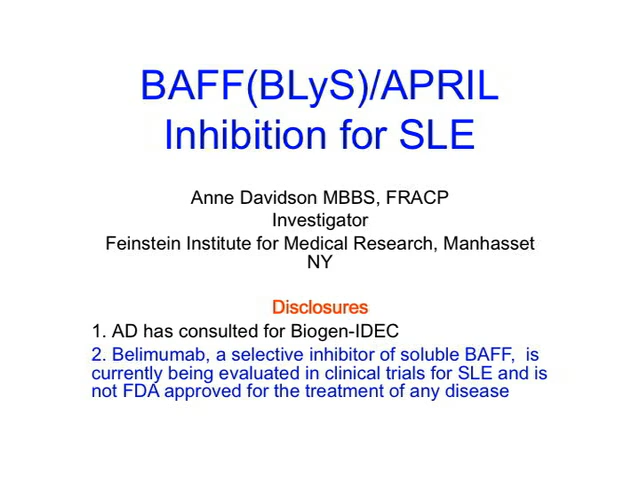 BAFF(BLyS)/APRIL
Inhibition for SLE
Anne Davidson MBBS, FRACP
Investigator
Feinstein Institute for Medical Research, Manhasset
NY
Disclosures
1. AD has consulted for Biogen-IDEC
2. Belimumab, a selective inhibitor of soluble BAFF, is
currently being evaluated in clinical trials for SLE and is
not FDA approved for the treatment of any disease